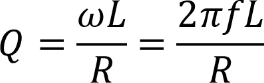 Q = ωL/R = 2πfL/R